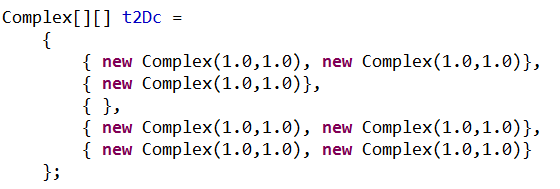 Complex[][] t2Dc =
{
{ new Complex(1.0,1.0), new Complex(1.0,1.0)},
{ new Complex(1.0,1.0)},
{ },
{ new Complex(1.0,1.0), new Complex(1.0,1.0)},
{ new Complex(1.0,1.0), new Complex(1.0,1.0)}
};